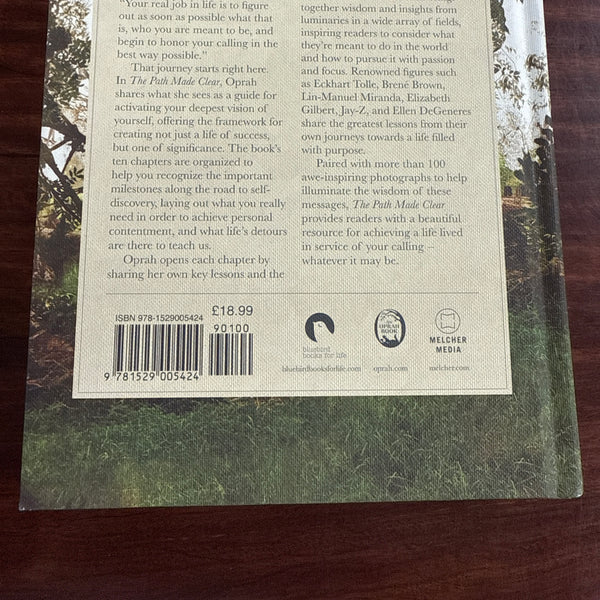 "Your real job in life is to figure
out as soon as possible what that
is, who you are meant to be, and
begin to honor your calling in the
best way possible."
That journey starts right here
In The Path Made Clear, Oprah
shares what she sees as a guide for
activating your deepest vision of
yourself, offering the framework for
creating not just a life of success,
but one of significance. The book's
ten chapters are organized to
help you recognize the important
milestones along the road to self-
discovery, laying out what you really
need in order to achieve personal
contentment, and what life's detours
are there to teach us.
Oprah opens each chapter by
sharing her own key lessons and the
together wisdom and insights from
luminaries in a wide array of fields,
inspiring readers to consider what
they're meant to do in the world
and how to pursue it with passion
and focus. Renowned figures such
as Eckhart Tolle, Brené Brown,
Lin-Manuel Miranda, Elizabeth
Gilbert, Jay-Z, and Ellen DeGeneres
share the greatest lessons from their
own journeys towards a life filled
with purpose.
Paired with more than 100
awe-inspiring photographs to help
illuminate the wisdom of these
messages, The Path Made Clear
provides readers with a beautiful
resource for achieving a life lived
in service of your calling –
whatever it may be.
ISBN 978-1529005424
£18.99
90100
9 781529 005424
bluebird
books for life
bluebirdbooksforlife.com
AN
OPRAH
BOOK
oprah.com
MELCHER
MEDIA
melcher.com